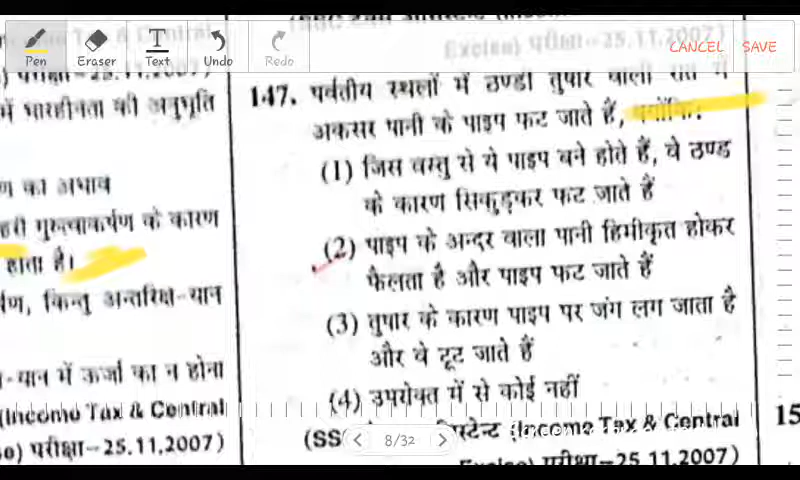 Pen
Eraser
Text
Undo
Redo
CANCEL
SAVE
Excise) परीक्षा–25.11.2007)
में भारहीनता की अनुभूति
ण का अभाव
हरी गुरुत्वाकर्षण के कारण
होता है।
र्षण, किन्तु अन्तरिक्ष–यान
-यान में ऊर्जा का न होना
(Income Tax & Central
se) परीक्षा–25.11.2007)
147. पर्वतीय स्थलों में ठण्डी तुषार वाली रात में
अकसर पानी के पाइप फट जाते हैं, क्योंकि:
(1) जिस वस्तु से ये पाइप बने होते हैं, वे ठण्ड
के कारण सिकुड़कर फट जाते हैं
(2) पाइप के अन्दर वाला पानी हिमीकृत होकर
फैलता है और पाइप फट जाते हैं
(3) तुषार के कारण पाइप पर जंग लग जाता है
और वे टूट जाते हैं
(4) उपरोक्त में से कोई नहीं
(Income Tax & Central
परीक्षा–25.11.2007)
8/32
15